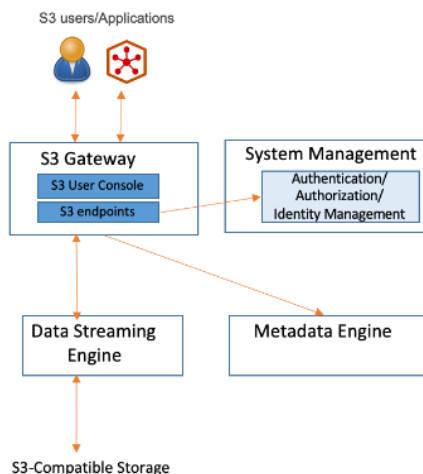 S3 users/Applications
S3 Gateway
S3 User Console
S3 endpoints
System Management
Authentication/
Authorization/
Identity Management
Data Streaming
Engine
Metadata Engine
S3-Compatible Storage